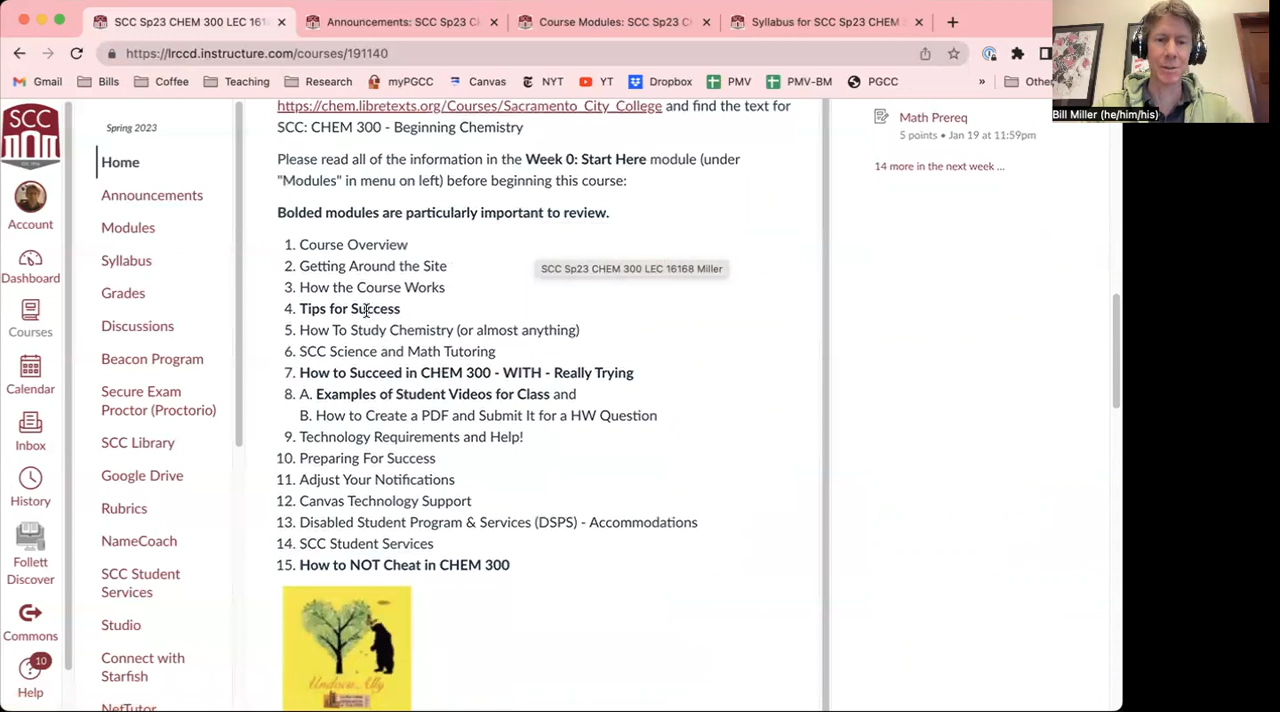 SCC Sp23 CHEM 300 LEC 1616
Announcements: SCC Sp23 C
Course Modules: SCC Sp23 C
Syllabus for SCC Sp23 CHEM
https://lrccd.instructure.com/courses/191140
Gmail
Bills
Coffee
Teaching
Research
myPGCC
Canvas
NYT
YT
Dropbox
PMV
PMV-BM
PGCC
»
Other
Bill Miller (he/him/his)
SCC
Account
Dashboard
Courses
Calendar
Inbox
History
Follett
Discover
Commons
10
Help
Spring 2023
Home
Announcements
Modules
Syllabus
Grades
Discussions
Beacon Program
Secure Exam
Proctor (Proctorio)
SCC Library
Google Drive
Rubrics
NameCoach
SCC Student
Services
Studio
Connect with
Starfish
NetTutor
https://chem.libretexts.org/Courses/Sacramento_City_College and find the text for
SCC: CHEM 300 - Beginning Chemistry
Please read all of the information in the Week 0: Start Here module (under
"Modules" in menu on left) before beginning this course:
Bolded modules are particularly important to review.
1. Course Overview
2. Getting Around the Site
SCC Sp23 CHEM 300 LEC 16168 Miller
3. How the Course Works
4. Tips for Success
5. How To Study Chemistry (or almost anything)
6. SCC Science and Math Tutoring
7. How to Succeed in CHEM 300 - WITH - Really Trying
8. A. Examples of Student Videos for Class and
B. How to Create a PDF and Submit It for a HW Question
9. Technology Requirements and Help!
10. Preparing For Success
11. Adjust Your Notifications
12. Canvas Technology Support
13. Disabled Student Program & Services (DSPS) - Accommodations
14. SCC Student Services
15. How to NOT Cheat in CHEM 300
UndocuAlly
Math Prereq
5 points • Jan 19 at 11:59pm
14 more in the next week ...